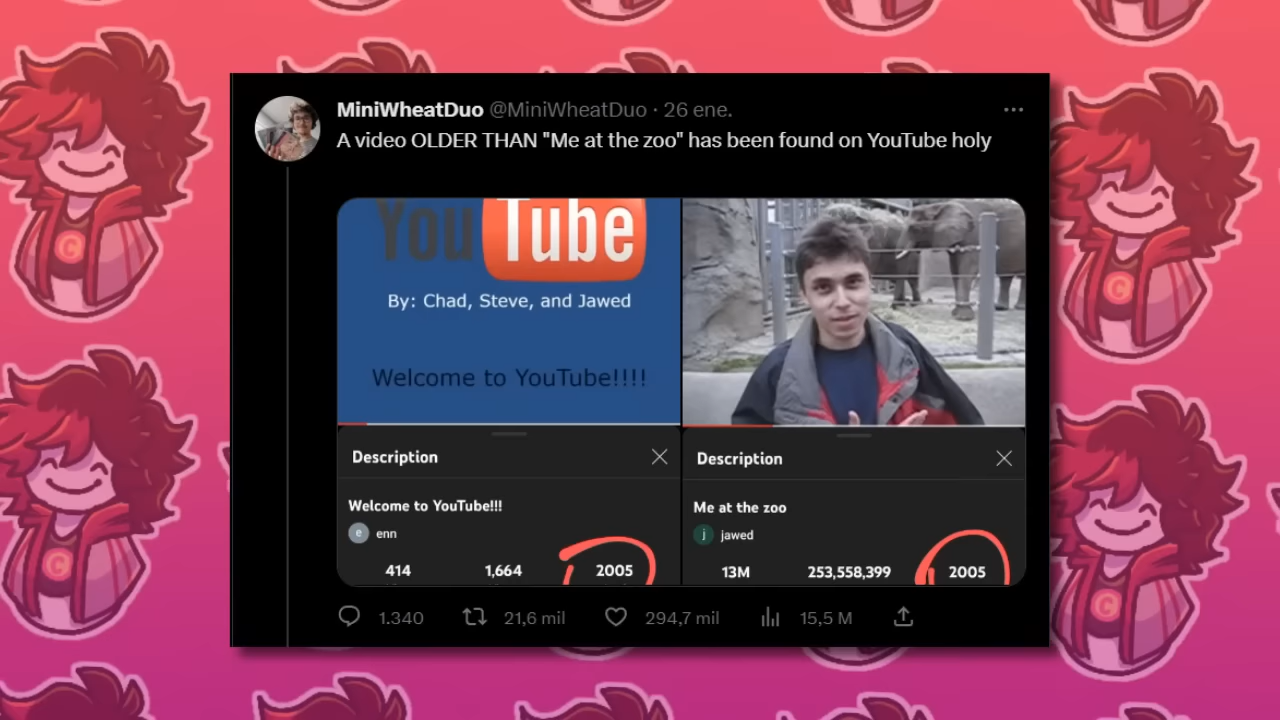 MiniWheatDuo @MiniWheatDuo · 26 ene.
A video OLDER THAN "Me at the zoo" has been found on YouTube holy
YouTube
By: Chad, Steve, and Jawed
Welcome to YouTube!!!!
Description
Welcome to YouTube!!!
e enn
414 1,664 2005
Description
Me at the zoo
j jawed
13M 253,558,399 2005
1.340 21,6 mil 294,7 mil 15,5 M
C
C
C
C
C